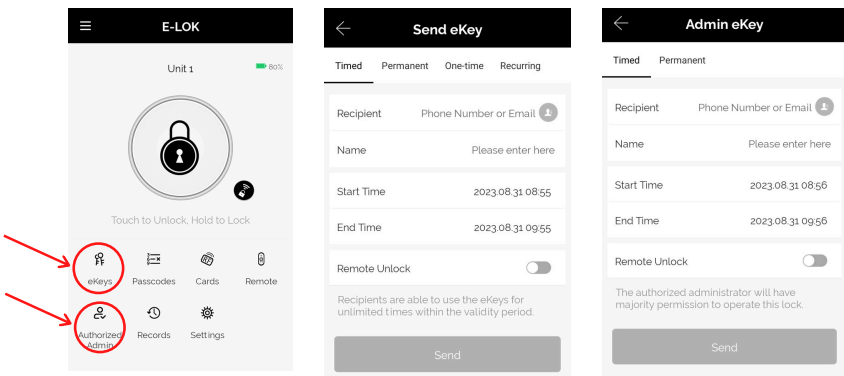 E-LOK
Unit 1
80%
Touch to Unlock, Hold to Lock
eKeys
Passcodes
Cards
Remote
Authorized
Admin
Records
Settings
Send eKey
Timed
Permanent
One-time
Recurring
Recipient
Phone Number or Email
Name
Please enter here
Start Time
2023.08.31 08:55
End Time
2023.08.31 09:55
Remote Unlock
Recipients are able to use the eKeys for
unlimited times within the validity period.
Send
Admin eKey
Timed
Permanent
Recipient
Phone Number or Email
Name
Please enter here
Start Time
2023.08.31 08:56
End Time
2023.08.31 09:56
Remote Unlock
The authorized administrator will have
majority permission to operate this lock.
Send